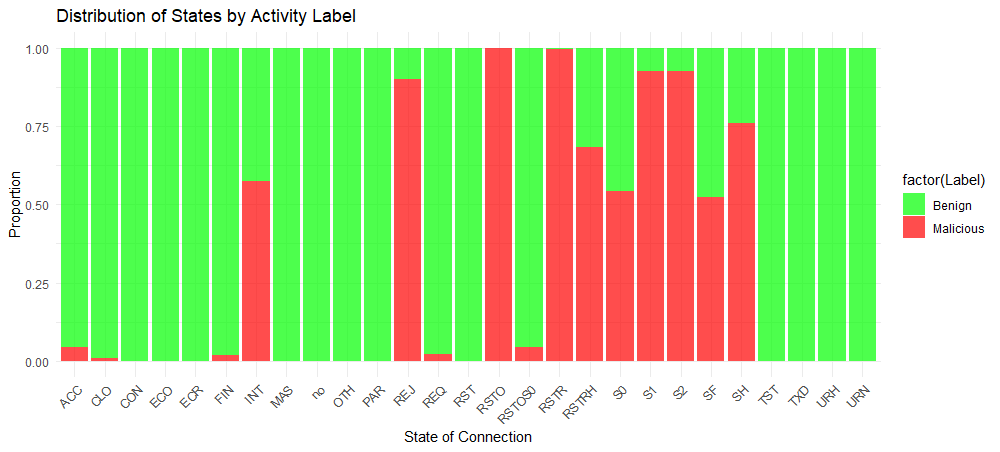 Distribution of States by Activity Label
1.00
0.75
0.50
0.25
0.00
Proportion
ACC
CLO
CON
ECO
ECR
FIN
INT
MAS
no
OTH
PAR
REJ
REQ
RST
RSTO
RSTOS0
RSTR
RSTRH
S0
S1
S2
SF
SH
TST
TXD
URH
URN
State of Connection
factor(Label)
Benign
Malicious